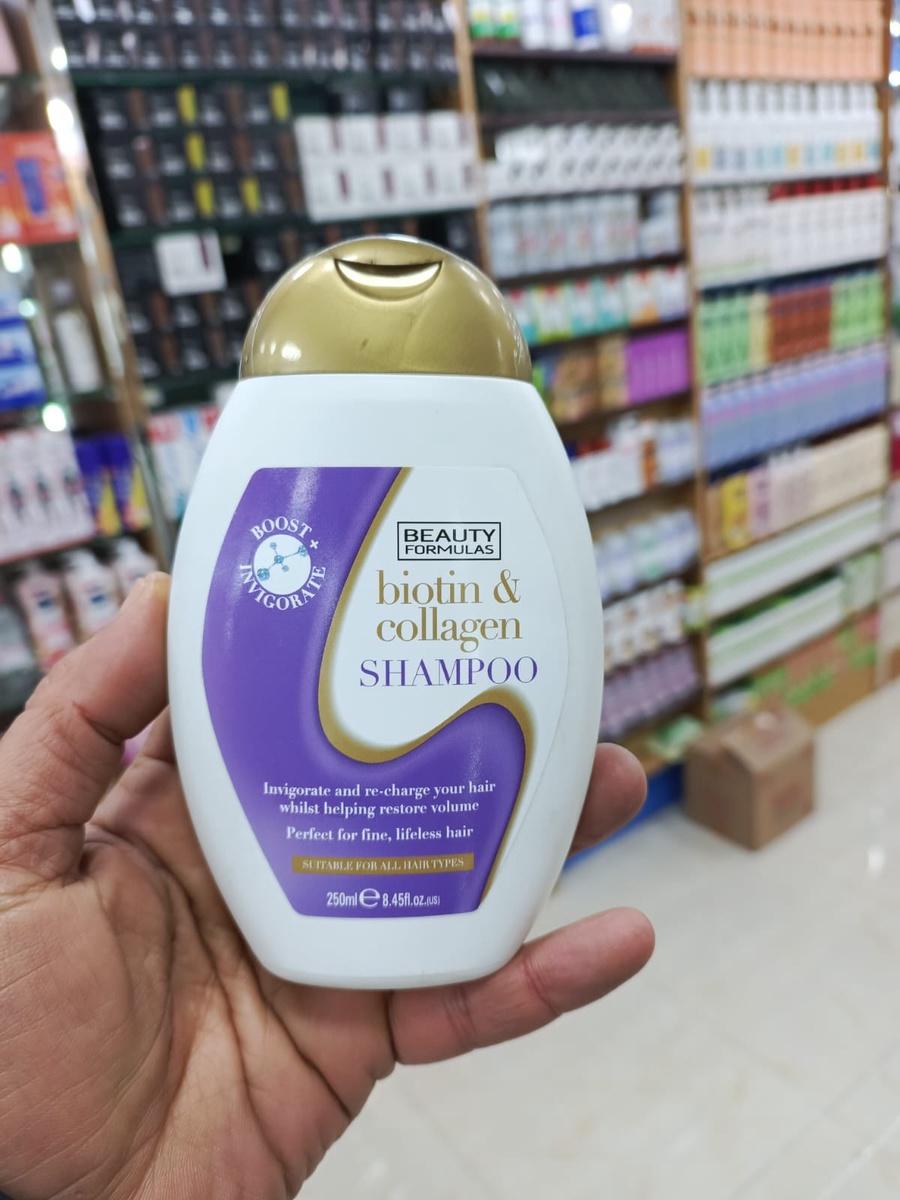 BOOST +
INVIGORATE
BEAUTY
FORMULAS
biotin &
collagen
SHAMPOO
Invigorate and re-charge your hair
whilst helping restore volume
Perfect for fine, lifeless hair
SUITABLE FOR ALL HAIR TYPES
250ml e 8.45fl.oz.(US)